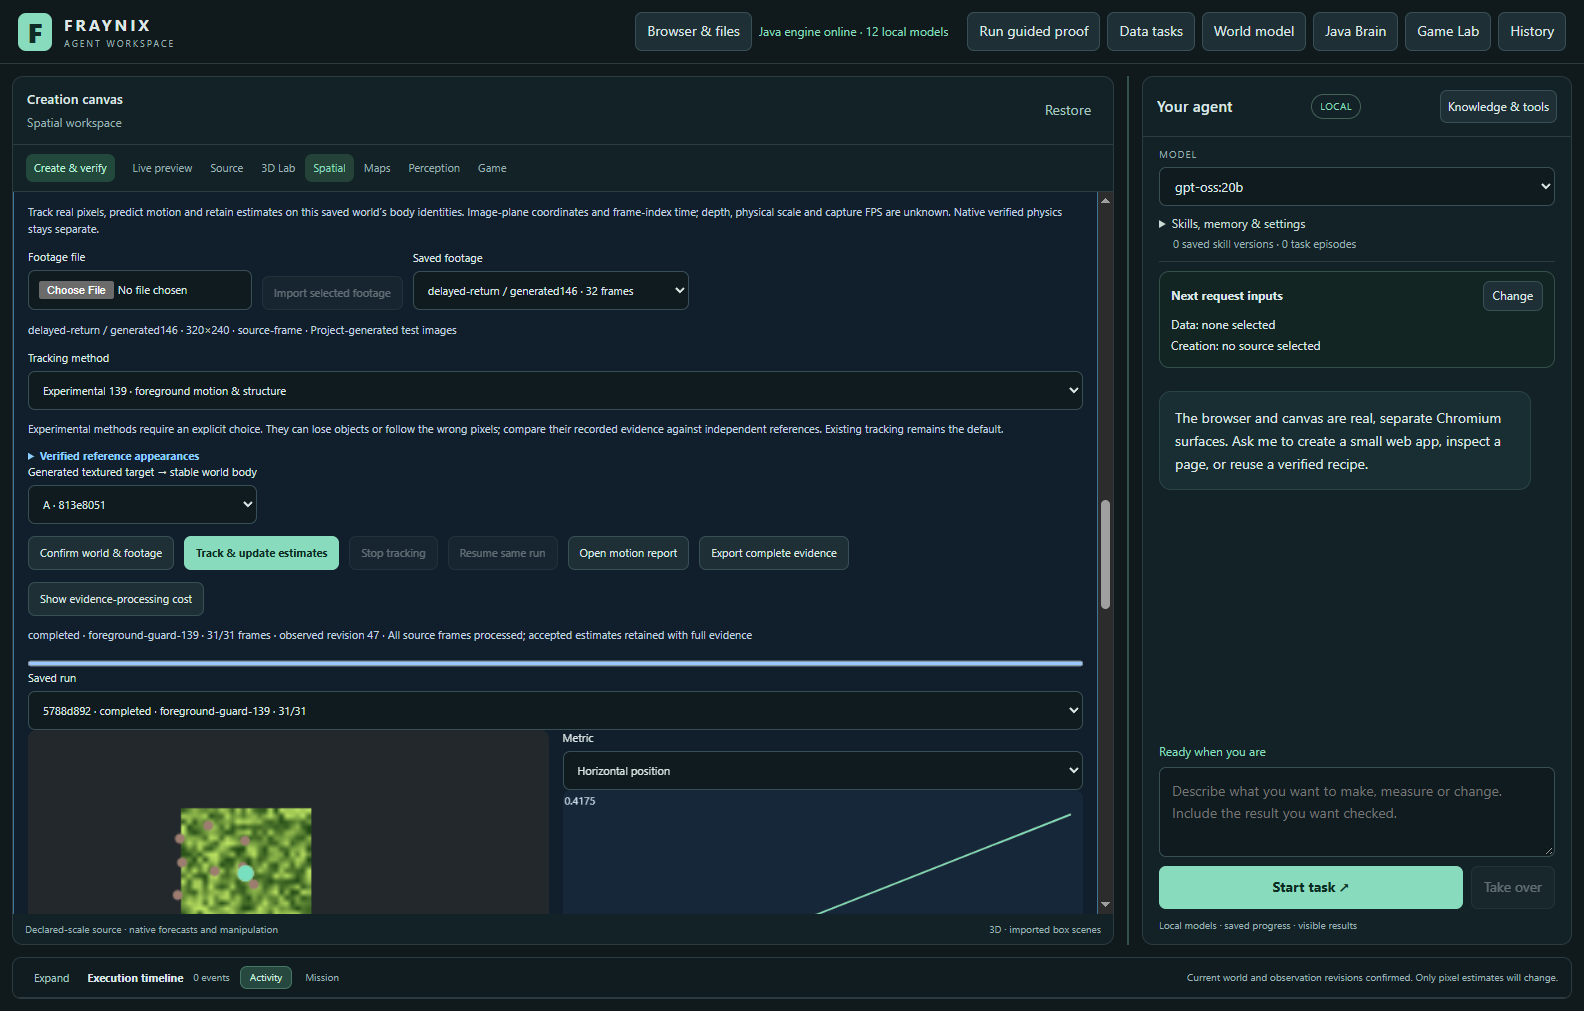 F
FRAYNIX
AGENT WORKSPACE
Browser & files
Java engine online · 12 local models
Run guided proof
Data tasks
World model
Java Brain
Game Lab
History
Creation canvas
Spatial workspace
Restore
Create & verify
Live preview
Source
3D Lab
Spatial
Maps
Perception
Game
Track real pixels, predict motion and retain estimates on this saved world's body identities. Image-plane coordinates and frame-index time; depth, physical scale and capture FPS are unknown. Native verified physics
stays separate.
Footage file
Saved footage
Choose File No file chosen
Import selected footage
delayed-return / generated146 · 32 frames
delayed-return / generated146 · 320×240 · source-frame · Project-generated test images
Tracking method
Experimental 139 · foreground motion & structure
Experimental methods require an explicit choice. They can lose objects or follow the wrong pixels; compare their recorded evidence against independent references. Existing tracking remains the default.
Verified reference appearances
Generated textured target → stable world body
A · 813e8051
Confirm world & footage
Track & update estimates
Stop tracking
Resume same run
Open motion report
Export complete evidence
Show evidence-processing cost
completed · foreground-guard-139 · 31/31 frames · observed revision 47 · All source frames processed; accepted estimates retained with full evidence
Saved run
5788d892 · completed · foreground-guard-139 · 31/31
Metric
Horizontal position
0.4175
Declared-scale source · native forecasts and manipulation
3D · imported box scenes
Your agent
LOCAL
Knowledge & tools
MODEL
gpt-oss:20b
Skills, memory & settings
0 saved skill versions · 0 task episodes
Next request inputs
Change
Data: none selected
Creation: no source selected
The browser and canvas are real, separate Chromium
surfaces. Ask me to create a small web app, inspect a
page, or reuse a verified recipe.
Ready when you are
Describe what you want to make, measure or change.
Include the result you want checked.
Start task ↗
Take over
Local models · saved progress · visible results
Expand
Execution timeline
0 events
Activity
Mission
Current world and observation revisions confirmed. Only pixel estimates will change.